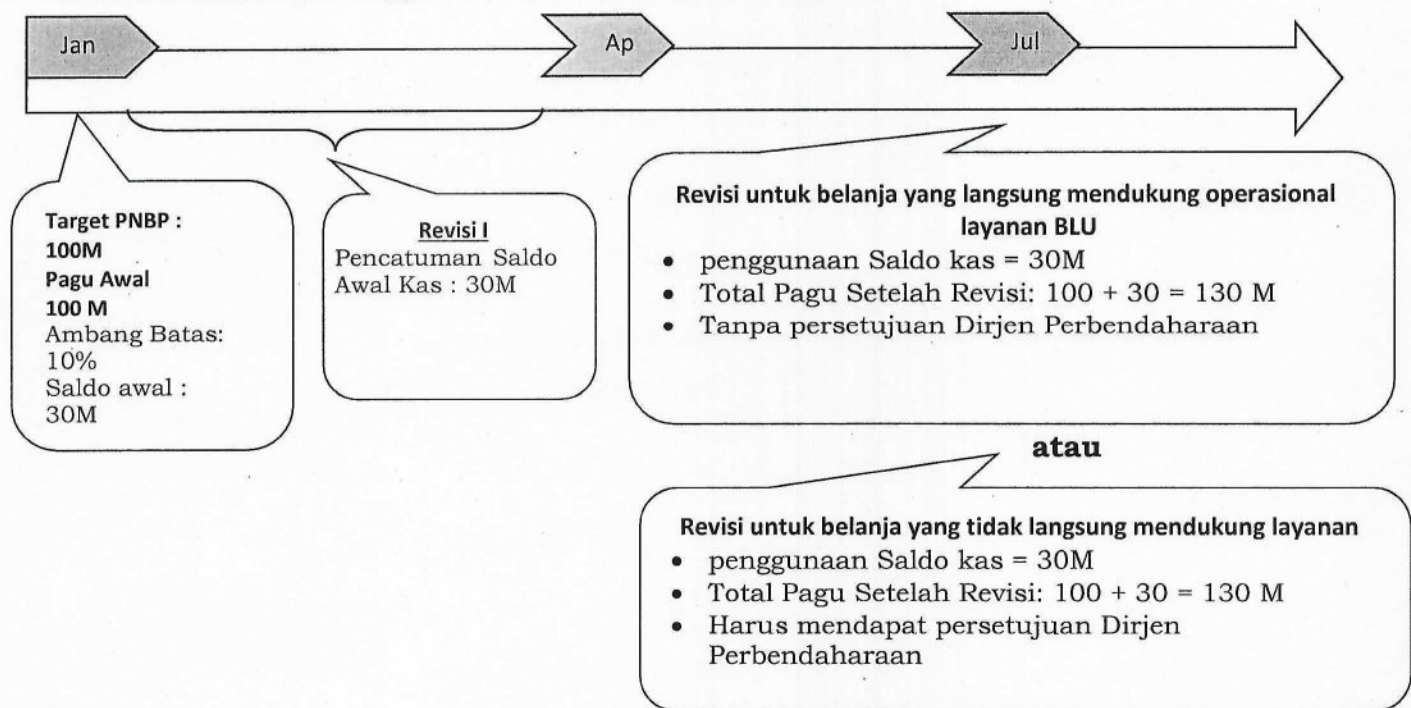 Jan
Ap
Jul
Target PNBP :
100M
Pagu Awal
100 M
Ambang Batas:
10%
Saldo awal :
30M
Revisi I
Pencatuman Saldo
Awal Kas : 30M
Revisi untuk belanja yang langsung mendukung operasional
layanan BLU
• penggunaan Saldo kas = 30M
• Total Pagu Setelah Revisi: 100 + 30 = 130 M
• Tanpa persetujuan Dirjen Perbendaharaan
atau
Revisi untuk belanja yang tidak langsung mendukung layanan
• penggunaan Saldo kas = 30M
• Total Pagu Setelah Revisi: 100 + 30 = 130 M
• Harus mendapat persetujuan Dirjen
Perbendaharaan